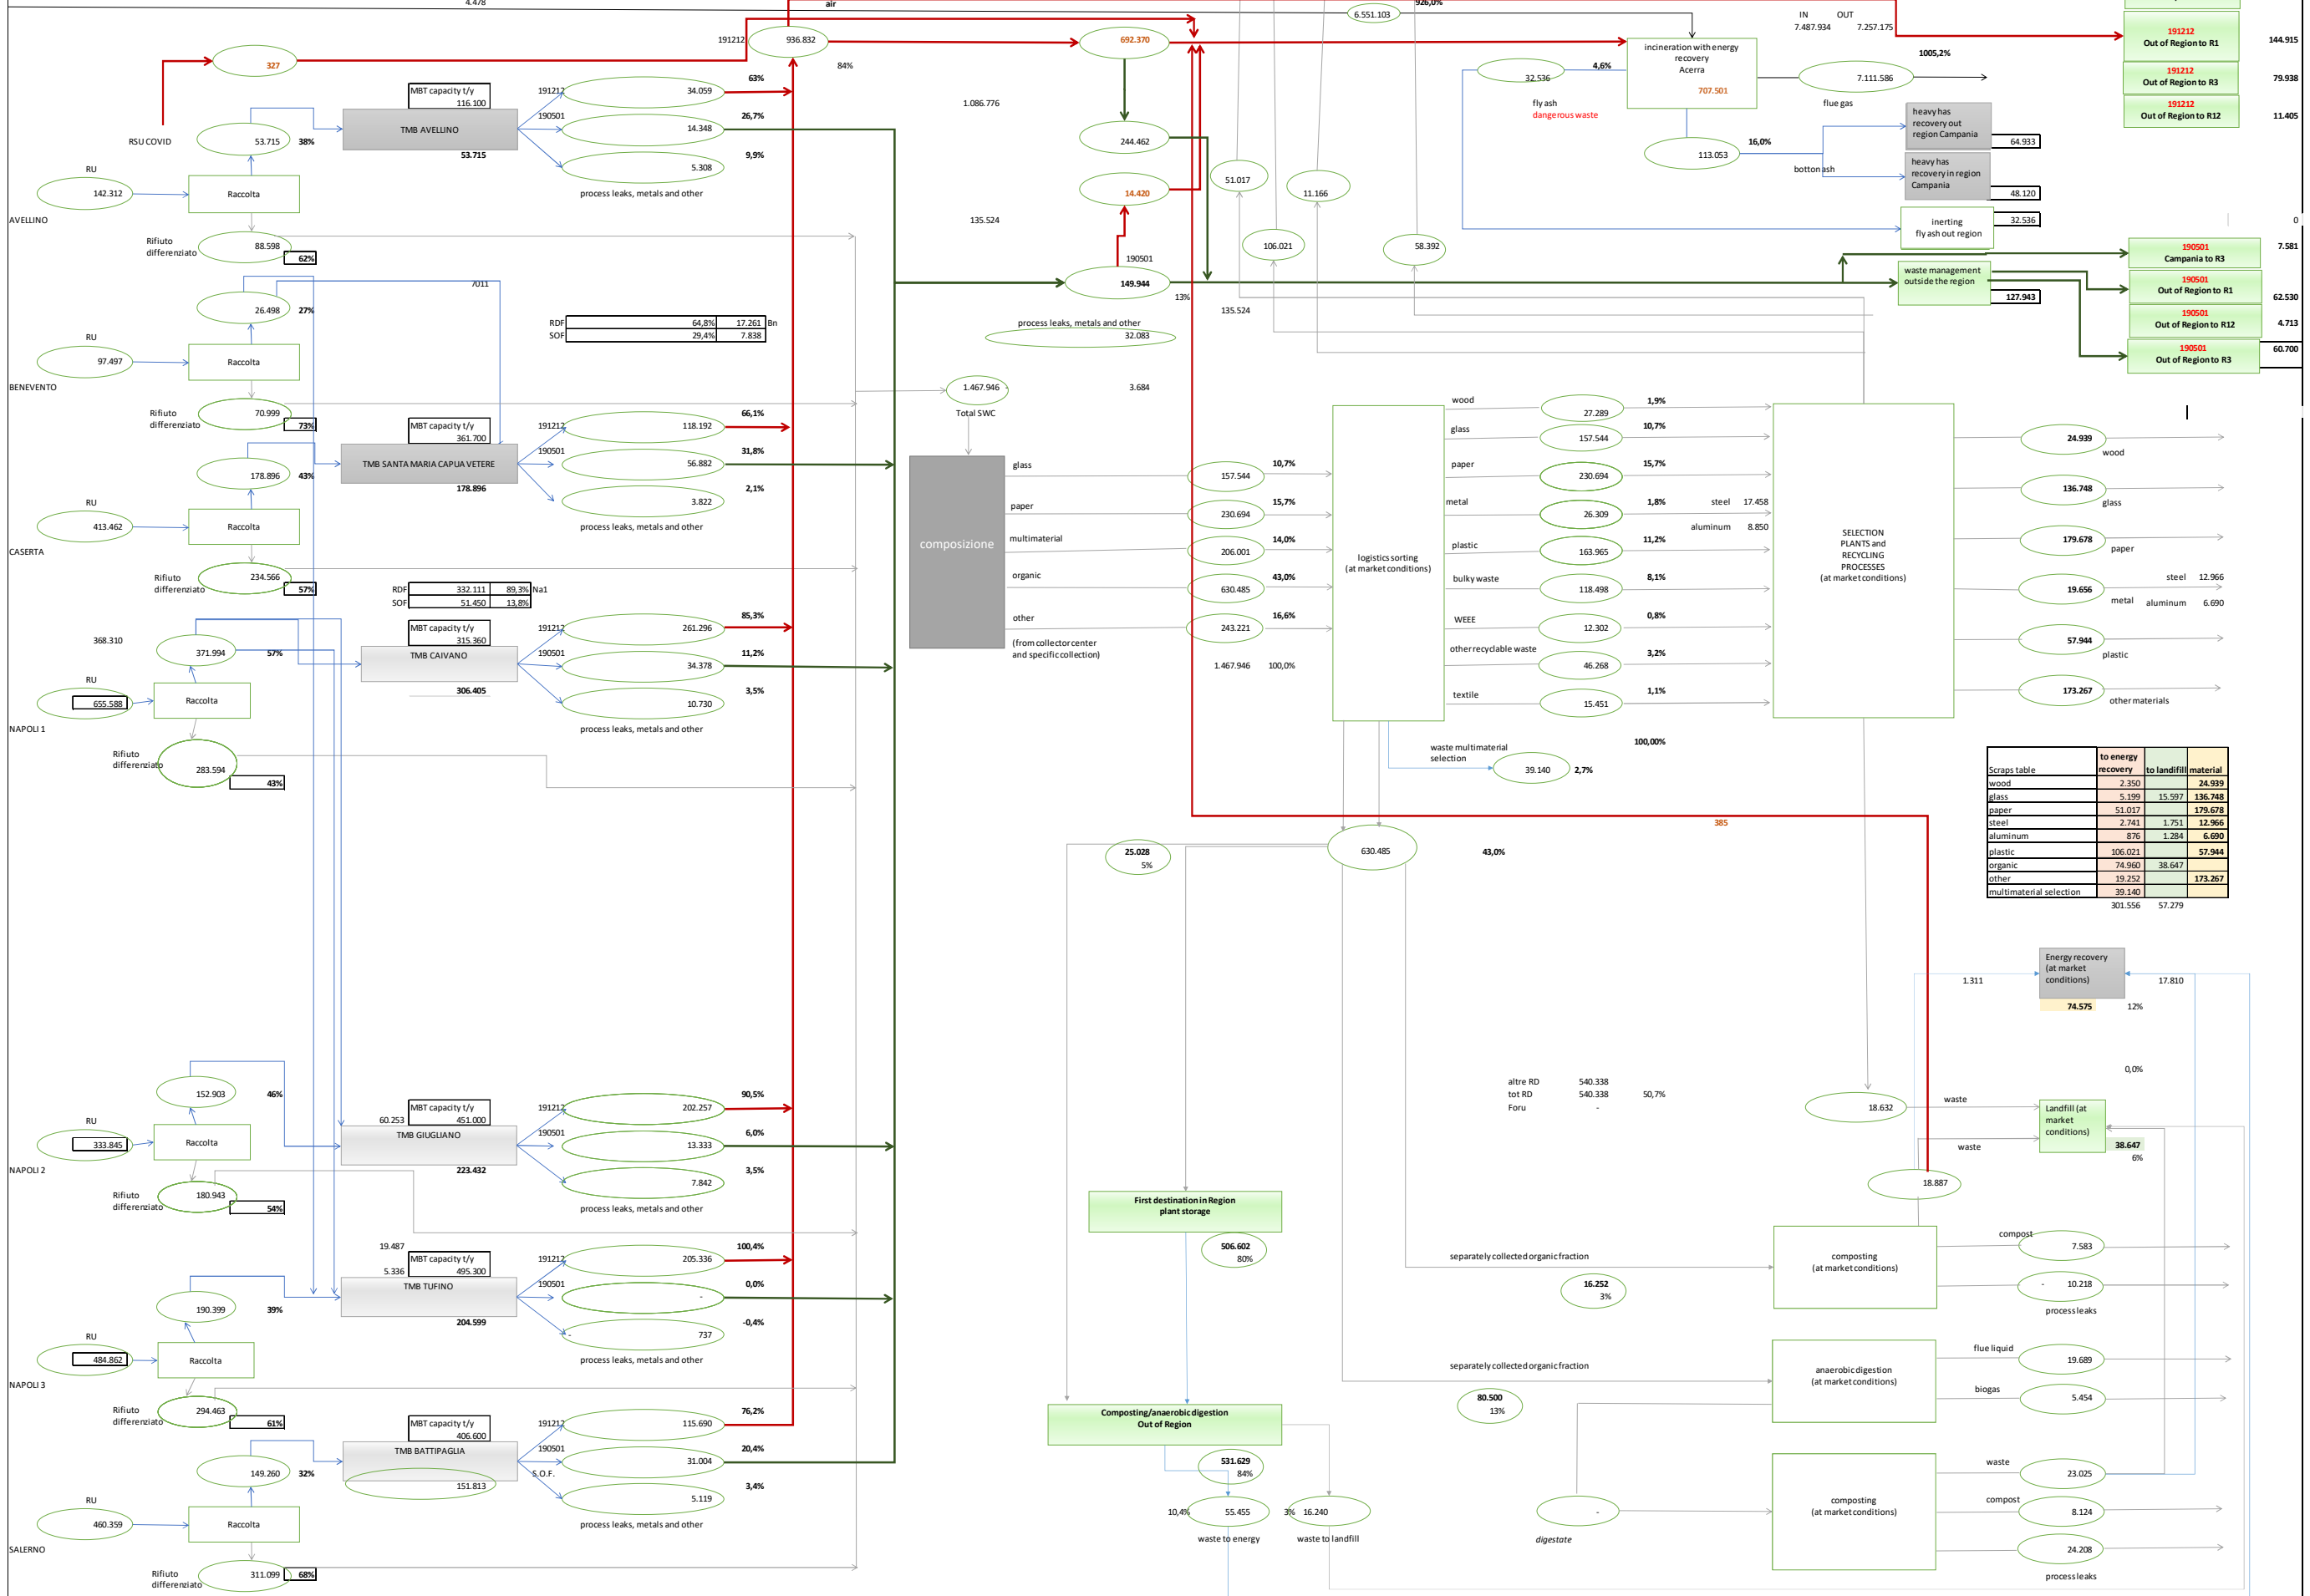 4.478
air
926,0%
6.551.103
IN OUT
7.487.934 7.257.175
191212
Out of Region to R1
144.915
191212
936.832
84%
692.370
incineration with energy
recovery
Acerra
707.501
32.536
4,6%
fly ash
dangerous waste
1005,2%
7.111.586
flue gas
191212
Out of Region to R3
79.938
191212
Out of Region to R12
11.405
327
RSU COVID
MBT capacity t/y
116.100
TMB AVELLINO
53.715
53.715
38%
191212
34.059
63%
190501
14.348
26,7%
5.308
9,9%
process leaks, metals and other
RU
142.312
Raccolta
AVELLINO
Rifiuto
differenziato
88.598
62%
1.086.776
244.462
14.420
135.524
51.017
11.166
106.021
58.392
113.053
16,0%
botton ash
heavy has
recovery out
region Campania
64.933
heavy has
recovery in region
Campania
48.120
inerting
fly ash out region
32.536
0
190501
149.944
13%
135.524
process leaks, metals and other
32.083
waste management
outside the region
127.943
190501
Campania to R3
7.581
190501
Out of Region to R1
62.530
190501
Out of Region to R12
4.713
190501
Out of Region to R3
60.700
7011
26.498
27%
RU
97.497
Raccolta
BENEVENTO
Rifiuto
differenziato
70.999
73%
RDF 64,8% 17.261 Bn
SOF 29,4% 7.838
1.467.946
Total SWC
3.684
MBT capacity t/y
361.700
TMB SANTA MARIA CAPUA VETERE
178.896
191212
118.192
66,1%
190501
56.882
31,8%
3.822
2,1%
process leaks, metals and other
178.896
43%
RU
413.462
Raccolta
CASERTA
Rifiuto
differenziato
234.566
57%
composizione
glass
157.544
10,7%
paper
230.694
15,7%
multimaterial
206.001
14,0%
organic
630.485
43,0%
other
243.221
16,6%
(from collector center
and specific collection)
1.467.946 100,0%
logistics sorting
(at market conditions)
wood
27.289
1,9%
glass
157.544
10,7%
paper
230.694
15,7%
metal
26.309
1,8%
steel 17.458
aluminum 8.850
plastic
163.965
11,2%
bulky waste
118.498
8,1%
WEEE
12.302
0,8%
other recyclable waste
46.268
3,2%
textile
15.451
1,1%
100,00%
waste multimaterial
selection
39.140
2,7%
SELECTION
PLANTS and
RECYCLING
PROCESSES
(at market conditions)
24.939
wood
136.748
glass
179.678
paper
19.656
metal
steel 12.966
aluminum 6.690
57.944
plastic
173.267
other materials
RDF 332.111 89,3% Na1
SOF 51.450 13,8%
MBT capacity t/y
315.360
TMB CAIVANO
306.405
191212
261.296
85,3%
190501
34.378
11,2%
10.730
3,5%
process leaks, metals and other
368.310
371.994
57%
RU
655.588
Raccolta
NAPOLI 1
Rifiuto
differenziato
283.594
43%
Scraps table to energy recovery to landfill material
wood 2.350 24.939
glass 5.199 15.597 136.748
paper 51.017 179.678
steel 2.741 1.751 12.966
aluminum 876 1.284 6.690
plastic 106.021 57.944
organic 74.960 38.647
other 19.252 173.267
multimaterial selection 39.140
301.556 57.279
385
25.028
5%
630.485
43,0%
1.311
Energy recovery
(at market
conditions)
17.810
74.575
12%
0,0%
altre RD 540.338
tot RD 540.338 50,7%
Foru -
18.632
waste
Landfill (at
market
conditions)
waste
38.647
6%
18.887
152.903
46%
RU
333.845
Raccolta
NAPOLI 2
Rifiuto
differenziato
180.943
54%
60.253
MBT capacity t/y
451.000
TMB GIUGLIANO
223.432
191212
202.257
90,5%
190501
13.333
6,0%
7.842
3,5%
process leaks, metals and other
First destination in Region
plant storage
506.602
80%
19.487
5.336
MBT capacity t/y
495.300
TMB TUFINO
204.599
191212
205.336
100,4%
190501
-
0,0%
- 737
-0,4%
process leaks, metals and other
190.399
39%
RU
484.862
Raccolta
NAPOLI 3
Rifiuto
differenziato
294.463
61%
separately collected organic fraction
16.252
3%
composting
(at market conditions)
compost
7.583
- 10.218
process leaks
separately collected organic fraction
80.500
13%
anaerobic digestion
(at market conditions)
flue liquid
19.689
biogas
5.454
MBT capacity t/y
406.600
TMB BATTIPAGLIA
151.813
191212
115.690
76,2%
190501
31.004
20,4%
S.O.F.
5.119
3,4%
process leaks, metals and other
149.260
32%
RU
460.359
Raccolta
SALERNO
Rifiuto
differenziato
311.099
68%
Composting/anaerobic digestion
Out of Region
531.629
84%
10,4%
55.455
waste to energy
3%
16.240
waste to landfill
-
digestate
composting
(at market conditions)
waste
23.025
compost
8.124
24.208
process leaks